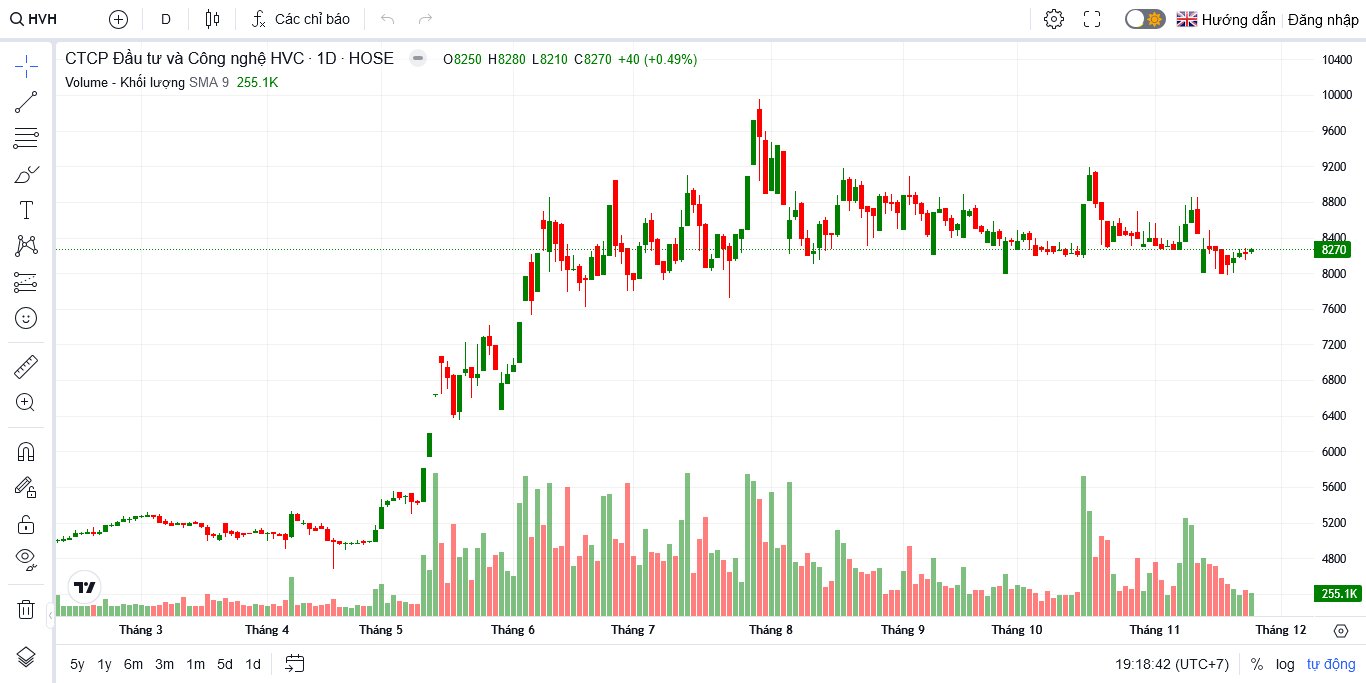 HVH D Các chỉ báo Hướng dẫn Đăng nhập
CTCP Đầu tư và Công nghệ HVC · 1D · HOSE O8250 H8280 L8210 C8270 +40 (+0.49%)
Volume - Khối lượng SMA 9 255.1K
10400
10000
9600
9200
8800
8400
8270
8000
7600
7200
6800
6400
6000
5600
5200
4800
255.1K
Tháng 3 Tháng 4 Tháng 5 Tháng 6 Tháng 7 Tháng 8 Tháng 9 Tháng 10 Tháng 11 Tháng 12
5y 1y 6m 3m 1m 5d 1d 19:18:42 (UTC+7) % log tự động